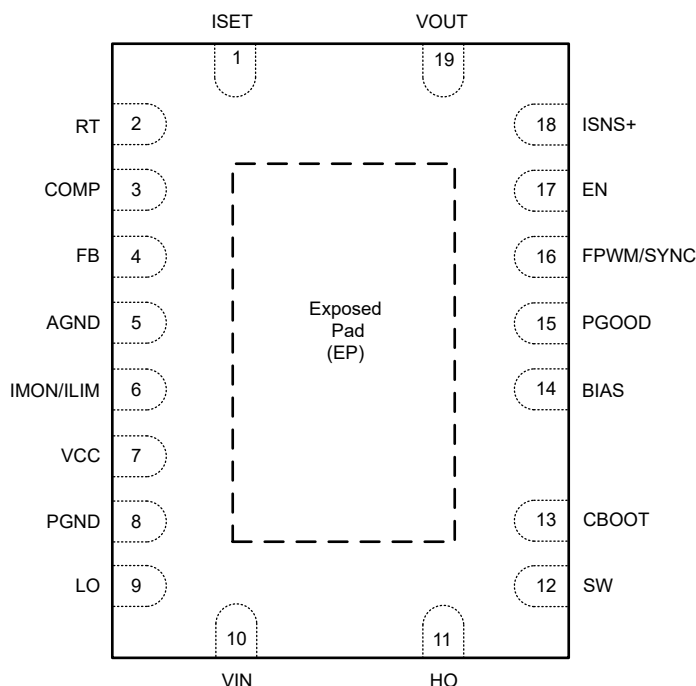 ISET
VOUT
1
19
RT
2
18
ISNS+
COMP
3
17
EN
FB
4
16
FPWM/SYNC
AGND
5
15
PGOOD
Exposed
Pad
(EP)
IMON/ILIM
6
14
BIAS
VCC
7
PGND
8
13
CBOOT
LO
9
12
SW
10
11
VIN
HO